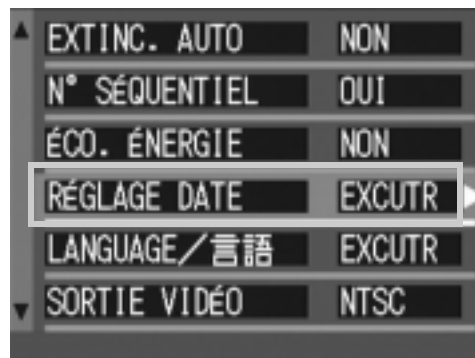 EXTINC. AUTO NON
N° SÉQUENTIEL OUI
ÉCO. ÉNERGIE NON
RÉGLAGE DATE EXCUTR
LANGUAGE/言語 EXCUTR
SORTIE VIDÉO NTSC